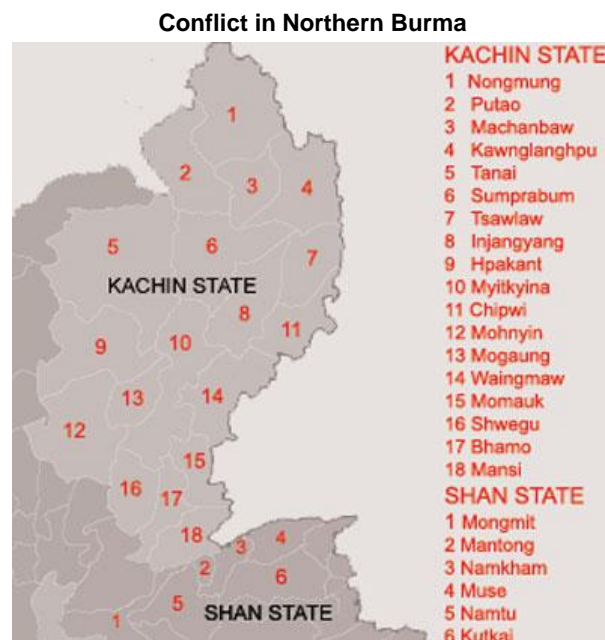 Conflict in Northern Burma
KACHIN STATE
1 Nongmung
2 Putao
3 Machanbaw
4 Kawnglanghpu
5 Tanai
6 Sumprabum
7 Tsawlaw
8 Injangyang
9 Hpakant
10 Myitkyina
11 Chipwi
12 Mohnyin
13 Mogaung
14 Waingmaw
15 Momauk
16 Shwegu
17 Bhamo
18 Mansi
SHAN STATE
1 Mongmit
2 Mantong
3 Namkham
4 Muse
5 Namtu
6 Kutkai
1
2
3
4
5
6
7
KACHIN STATE
8
11
9
10
13
14
12
15
16
17
18
3
4
2
6
5
SHAN STATE
1